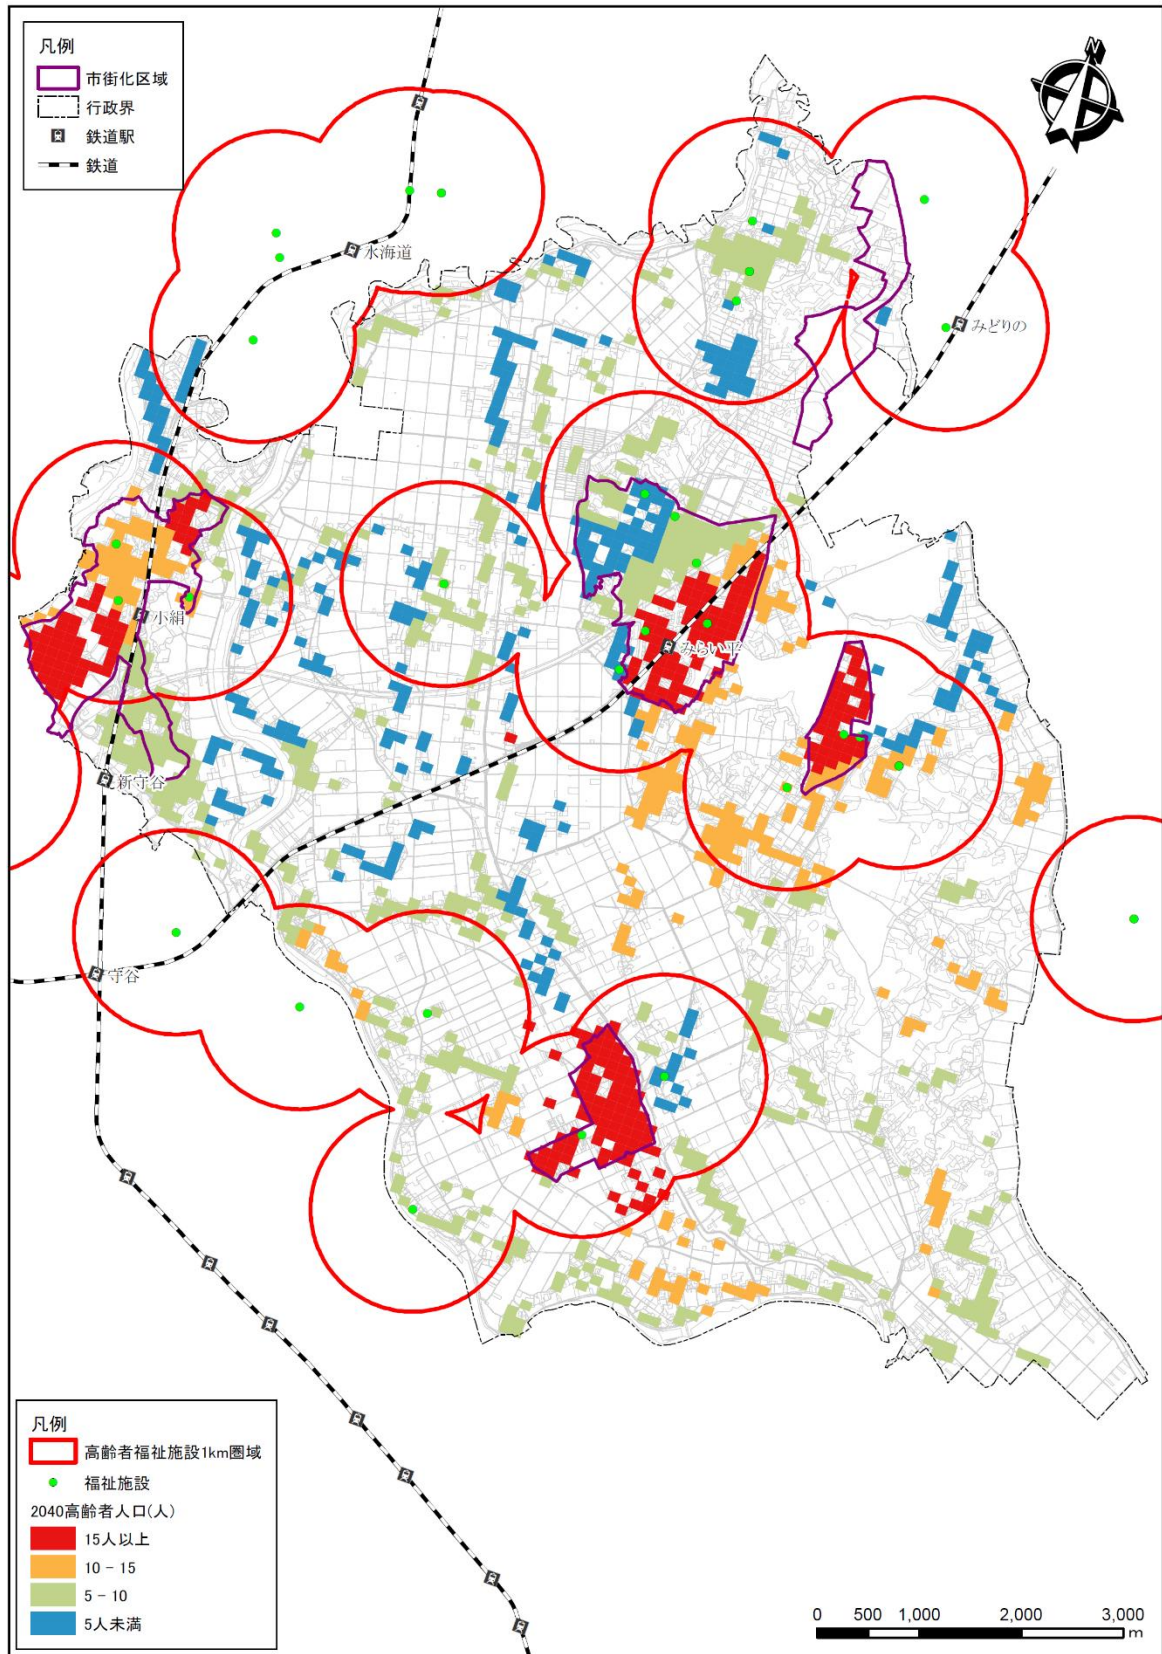 凡例
市街化区域
行政界
鉄道駅
鉄道
N
水海道
みどりの
小絹
みらい平
新守谷
守谷
凡例
高齢者福祉施設1km圏域
福祉施設
2040高齢者人口(人)
15人以上
10 - 15
5 - 10
5人未満
0 500 1,000 2,000 3,000
m